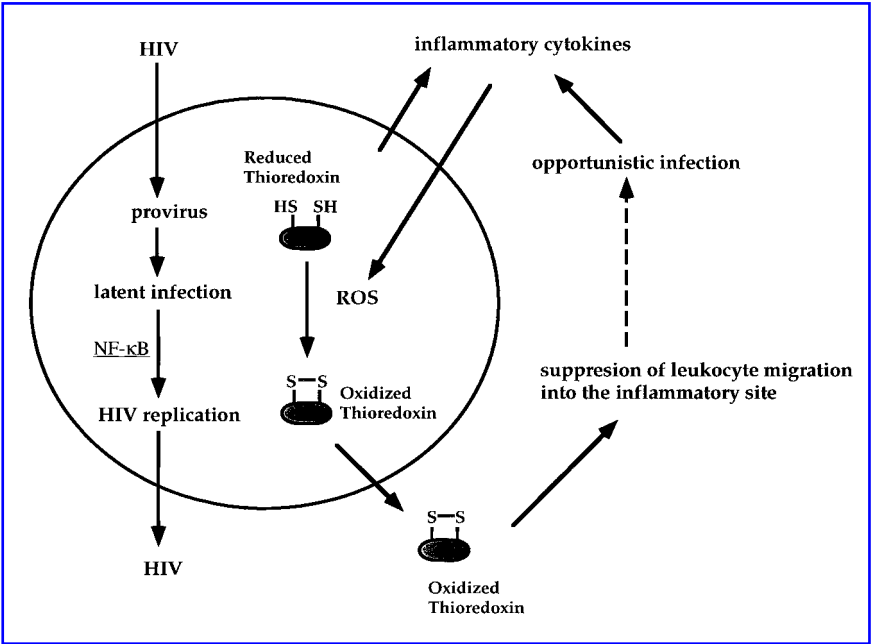 HIV
inflammatory cytokines
Reduced
Thioredoxin
HS SH
opportunistic infection
provirus
latent infection
ROS
NF-κB
S—S
Oxidized
Thioredoxin
suppresion of leukocyte migration
into the inflammatory site
HIV replication
S—S
HIV
Oxidized
Thioredoxin